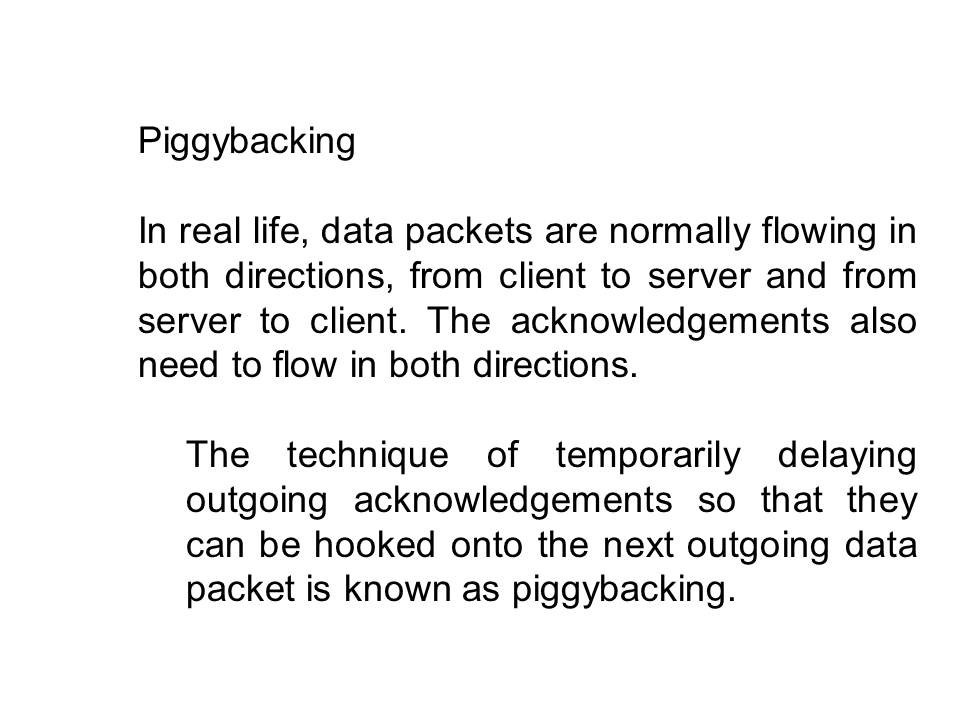 Piggybacking
In real life, data packets are normally flowing in
both directions, from client to server and from
server to client. The acknowledgements also
need to flow in both directions.
The technique of temporarily delaying
outgoing acknowledgements so that they
can be hooked onto the next outgoing data
packet is known as piggybacking.